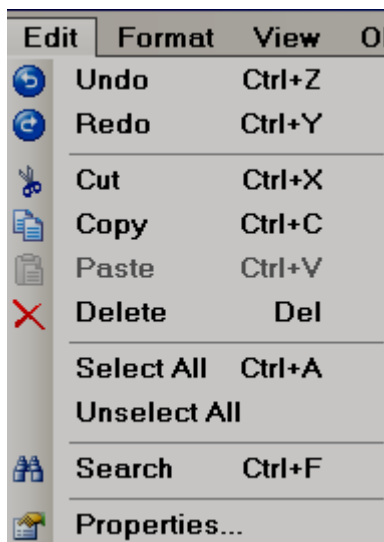 Edit Format View
Undo Ctrl+Z
Redo Ctrl+Y
Cut Ctrl+X
Copy Ctrl+C
Paste Ctrl+V
Delete Del
Select All Ctrl+A
Unselect All
Search Ctrl+F
Properties...